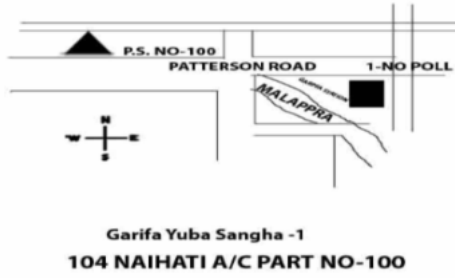 P.S. NO-100
PATTERSON ROAD
1-NO POLL
MALAPPRA
N
W
E
S
Garifa Yuba Sangha -1
104 NAIHATI A/C PART NO-100